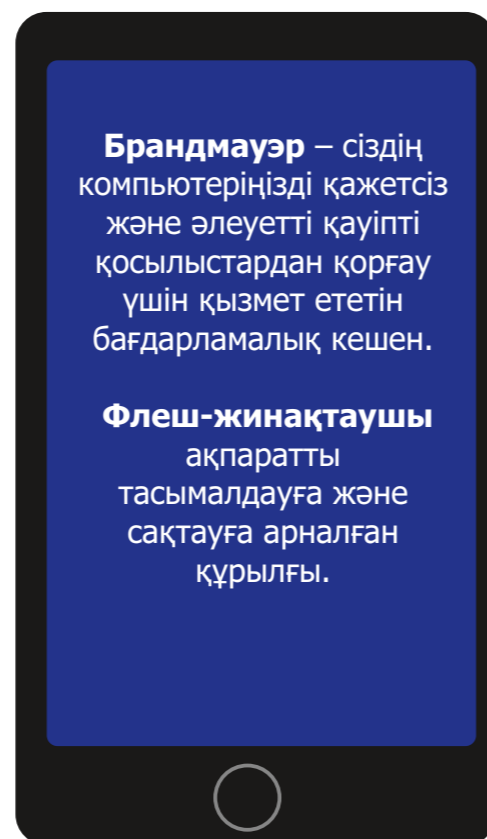 Брандмауэр – сіздің
компьютеріңізді қажетсіз
және әлеуетті қауіпті
қосылыстардан қорғау
үшін қызмет ететін
бағдарламалық кешен.
Флеш-жинақтаушы
ақпаратты
тасымалдауға және
сақтауға арналған
құрылғы.